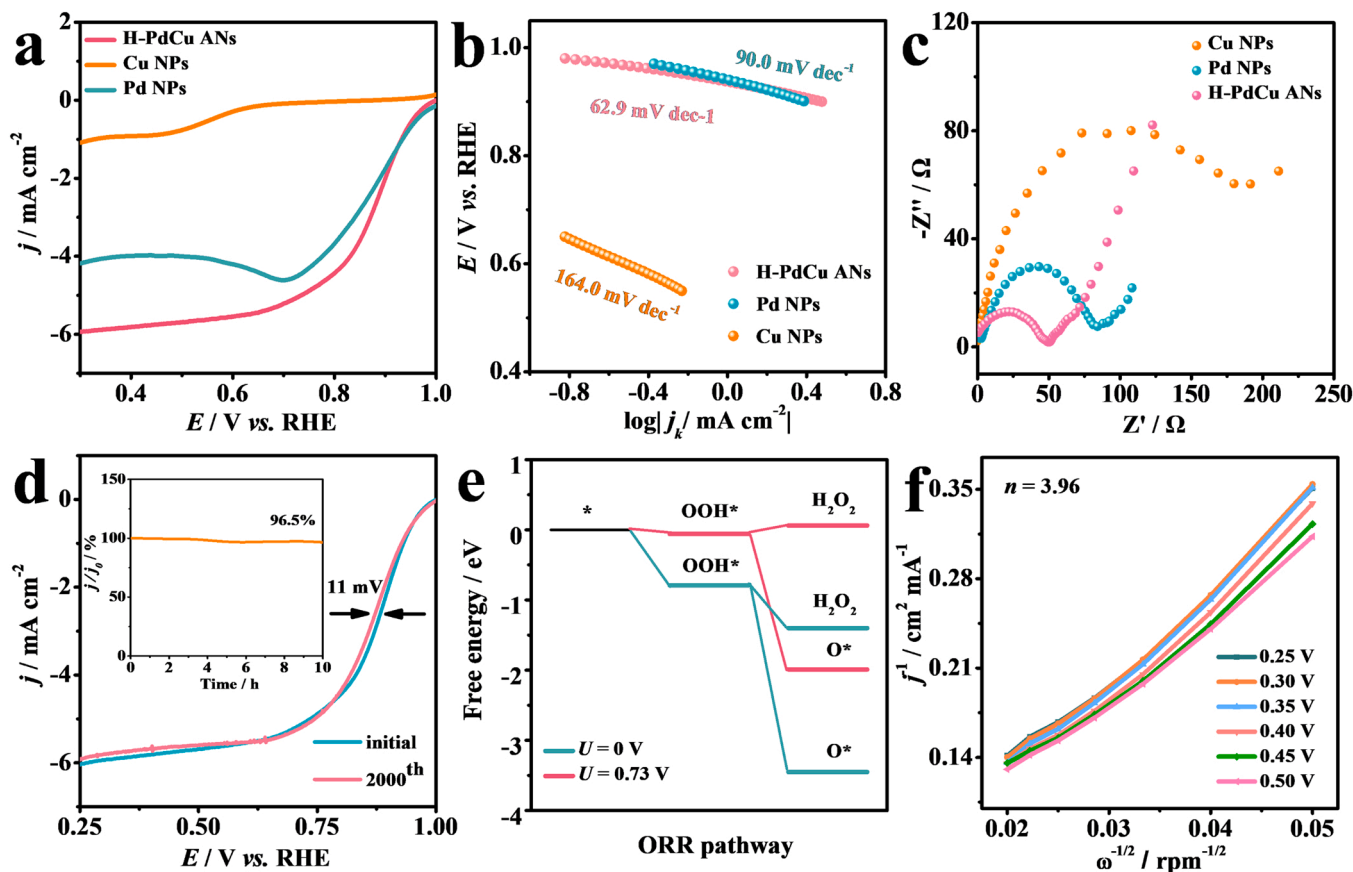 a
H-PdCu ANs
Cu NPs
Pd NPs
2
0
-2
-4
-6
j / mA cm⁻²
0.4
0.6
0.8
1.0
E / V vs. RHE
b
90.0 mV dec⁻¹
62.9 mV dec-1
164.0 mV dec⁻¹
H-PdCu ANs
Pd NPs
Cu NPs
1.0
0.8
0.6
0.4
E / V vs. RHE
-0.8
-0.4
0.0
0.4
0.8
log|jₖ/ mA cm⁻²|
c
Cu NPs
Pd NPs
H-PdCu ANs
120
80
40
0
-Z'' / Ω
0
50
100
150
200
250
Z' / Ω
d
150
100
50
0
j/j₀ / %
96.5%
0
2
4
6
8
10
Time / h
11 mV
initial
2000ᵗʰ
0
-2
-4
-6
j / mA cm⁻²
0.25
0.50
0.75
1.00
E / V vs. RHE
e
*
OOH*
H₂O₂
OOH*
H₂O₂
O*
O*
U = 0 V
U = 0.73 V
1
0
-1
-2
-3
-4
Free energy / eV
ORR pathway
f
n = 3.96
0.25 V
0.30 V
0.35 V
0.40 V
0.45 V
0.50 V
0.35
0.28
0.21
0.14
j⁻¹ / cm² mA⁻¹
0.02
0.03
0.04
0.05
ω⁻¹/² / rpm⁻¹/²